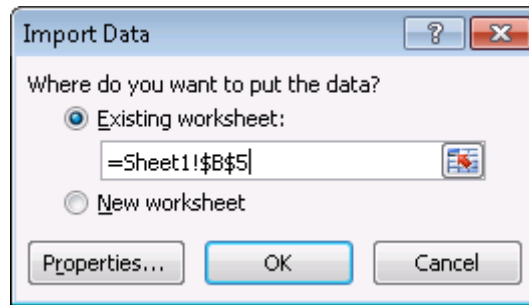 Import Data
?
Where do you want to put the data?
Existing worksheet:
=Sheet1!$B$5
New worksheet
Properties... OK Cancel